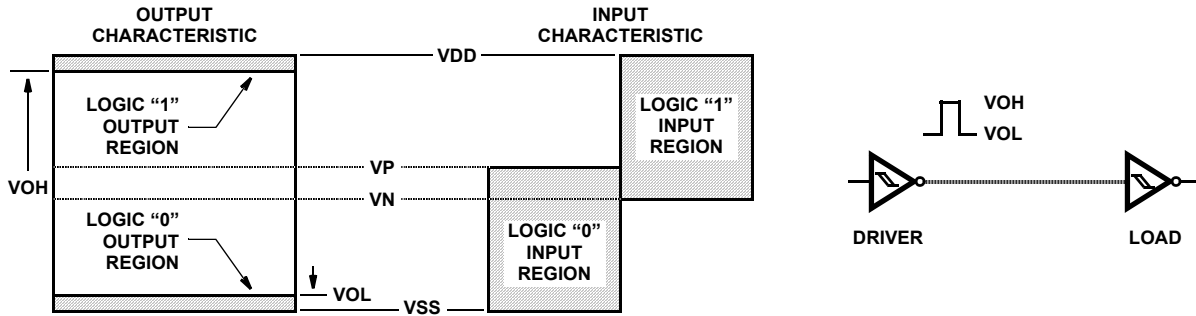 OUTPUT
CHARACTERISTIC
INPUT
CHARACTERISTIC
VDD
LOGIC “1”
OUTPUT
REGION
LOGIC “1”
INPUT
REGION
VOH
VOL
VP
VOH
VN
LOGIC “0”
OUTPUT
REGION
LOGIC “0”
INPUT
REGION
DRIVER
LOAD
VOL
VSS